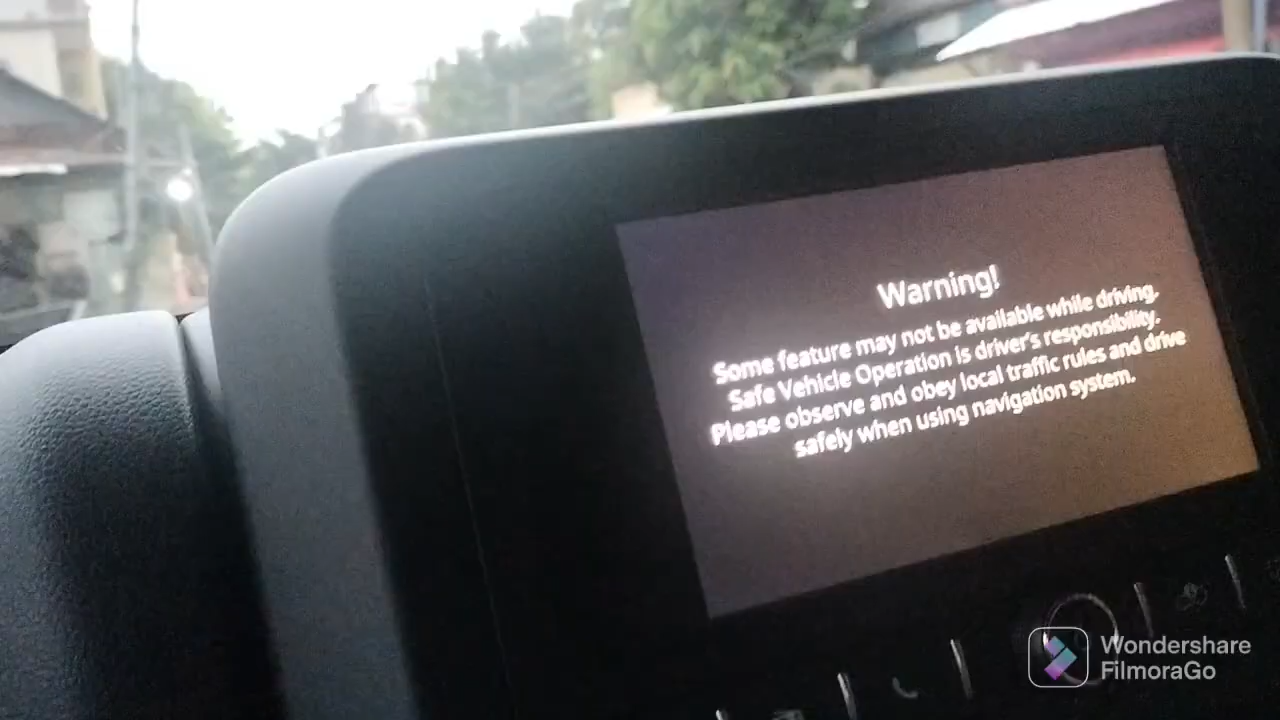 Warning!
Some feature may not be available while driving.
Safe Vehicle Operation is driver's responsibility.
Please observe and obey local traffic rules and drive
safely when using navigation system.
Wondershare
FilmoraGo